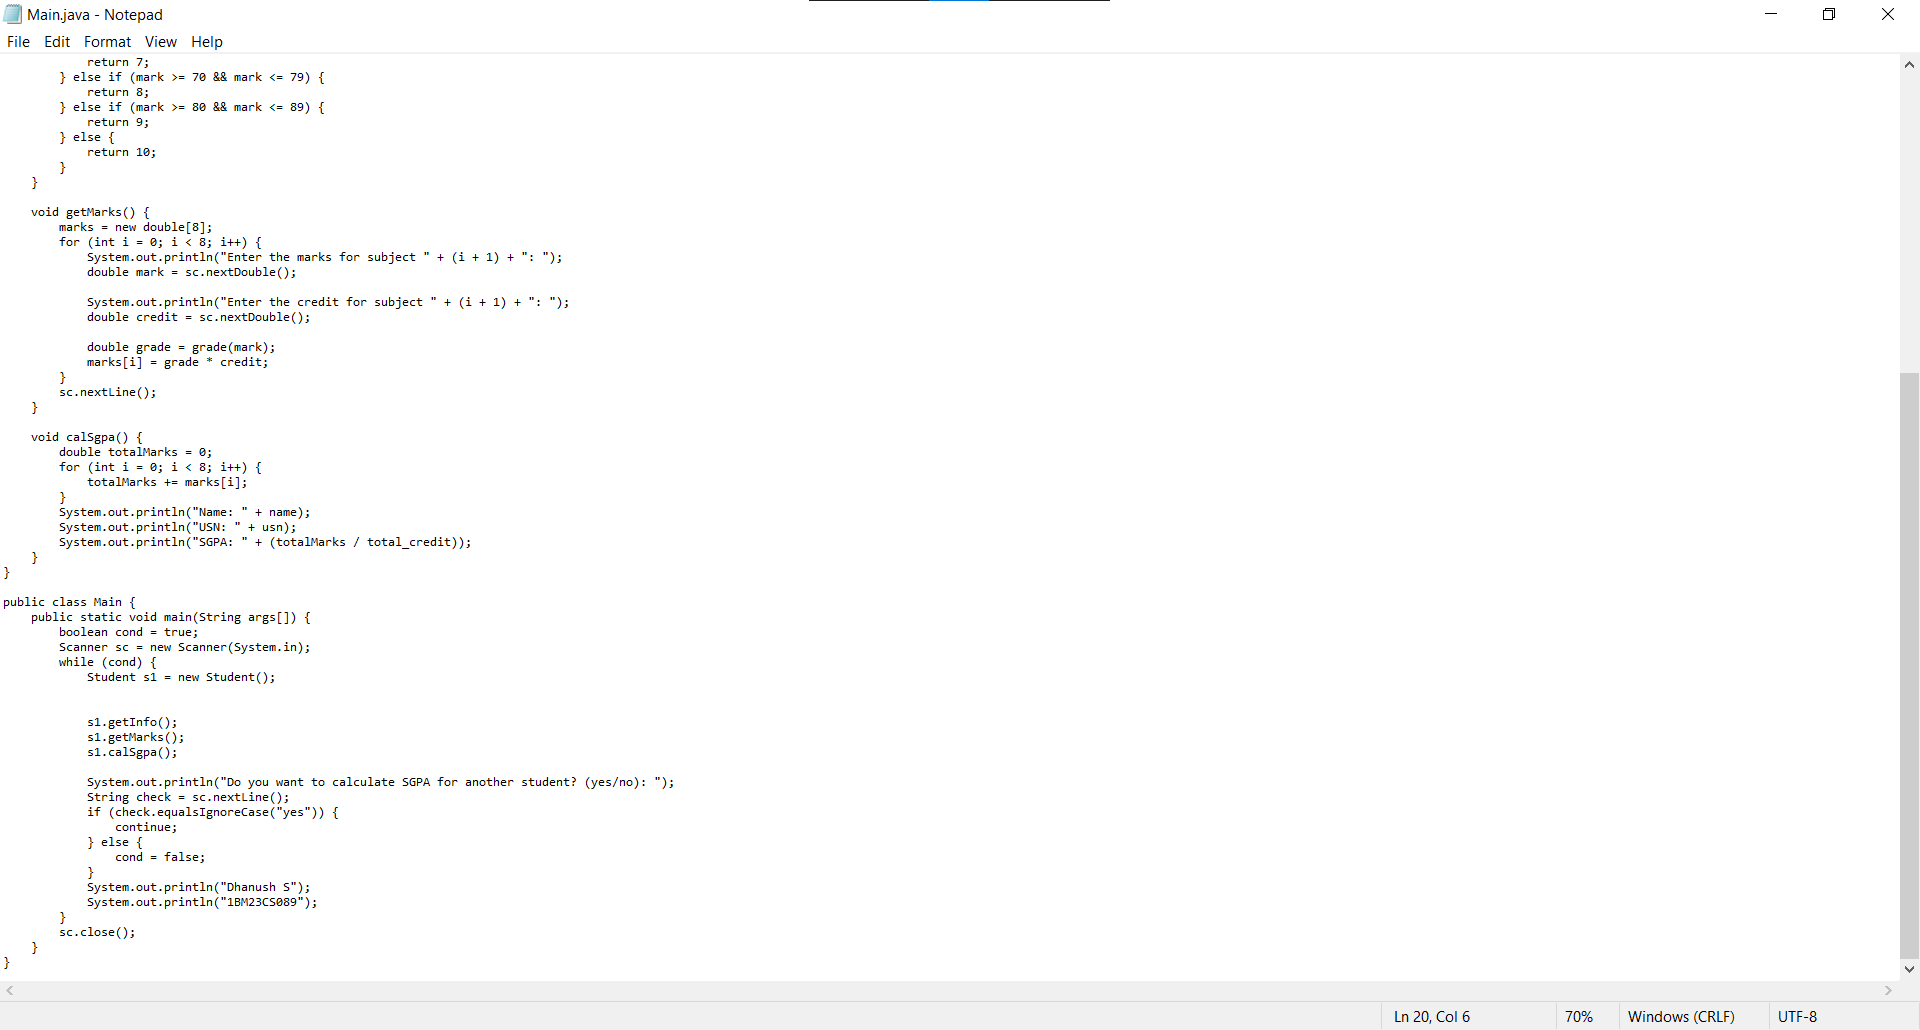 Main.java - Notepad
File Edit Format View Help
            return 7;
        } else if (mark >= 70 && mark <= 79) {
            return 8;
        } else if (mark >= 80 && mark <= 89) {
            return 9;
        } else {
            return 10;
        }
    }

    void getMarks() {
        marks = new double[8];
        for (int i = 0; i < 8; i++) {
            System.out.println("Enter the marks for subject " + (i + 1) + ": ");
            double mark = sc.nextDouble();

            System.out.println("Enter the credit for subject " + (i + 1) + ": ");
            double credit = sc.nextDouble();

            double grade = grade(mark);
            marks[i] = grade * credit;
        }
        sc.nextLine();
    }

    void calSgpa() {
        double totalMarks = 0;
        for (int i = 0; i < 8; i++) {
            totalMarks += marks[i];
        }
        System.out.println("Name: " + name);
        System.out.println("USN: " + usn);
        System.out.println("SGPA: " + (totalMarks / total_credit));
    }
}

public class Main {
    public static void main(String args[]) {
        boolean cond = true;
        Scanner sc = new Scanner(System.in);
        while (cond) {
            Student s1 = new Student();


            s1.getInfo();
            s1.getMarks();
            s1.calSgpa();

            System.out.println("Do you want to calculate SGPA for another student? (yes/no): ");
            String check = sc.nextLine();
            if (check.equalsIgnoreCase("yes")) {
                continue;
            } else {
                cond = false;
            }
            System.out.println("Dhanush S");
            System.out.println("1BM23CS089");
        }
        sc.close();
    }
}
Ln 20, Col 6 70% Windows (CRLF) UTF-8